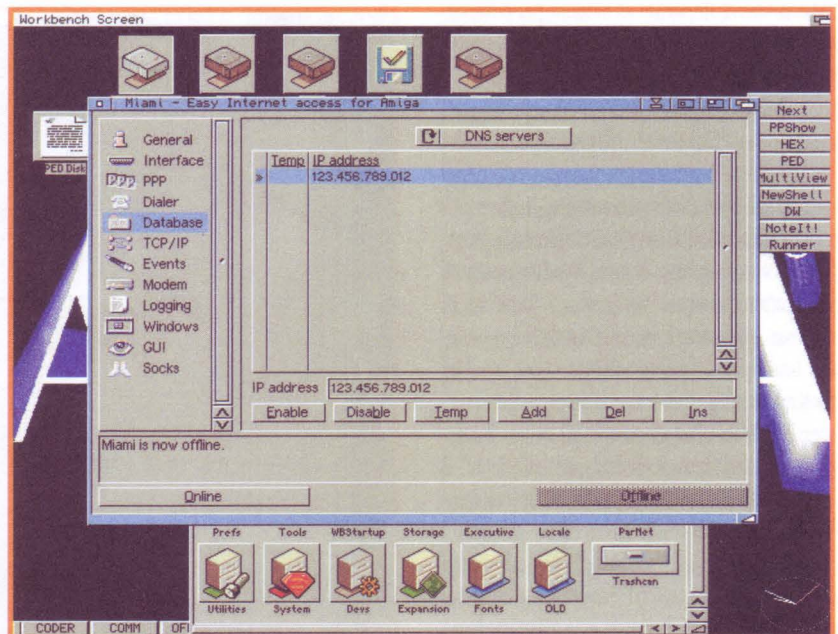 Workbench Screen
Miami - Easy Internet access for Amiga
PED Disk
General
Interface
PPP PPP
Dialer
Database
TCP/IP
Events
Modem
Logging
Windows
GUI
Socks
DNS servers
Temp IP address
» 123.456.789.012
IP address 123.456.789.012
Enable Disable Temp Add Del Ins
Miami is now offline.
Online Offline
Next
PPShow
HEX
PED
MultiView
NewShell
DW
NoteIt!
Runner
Prefs Tools WBStartup Storage Executive Locale ParNet
Trashcan
Utilities System Devs Expansion Fonts OLD
CODER COMM OFI